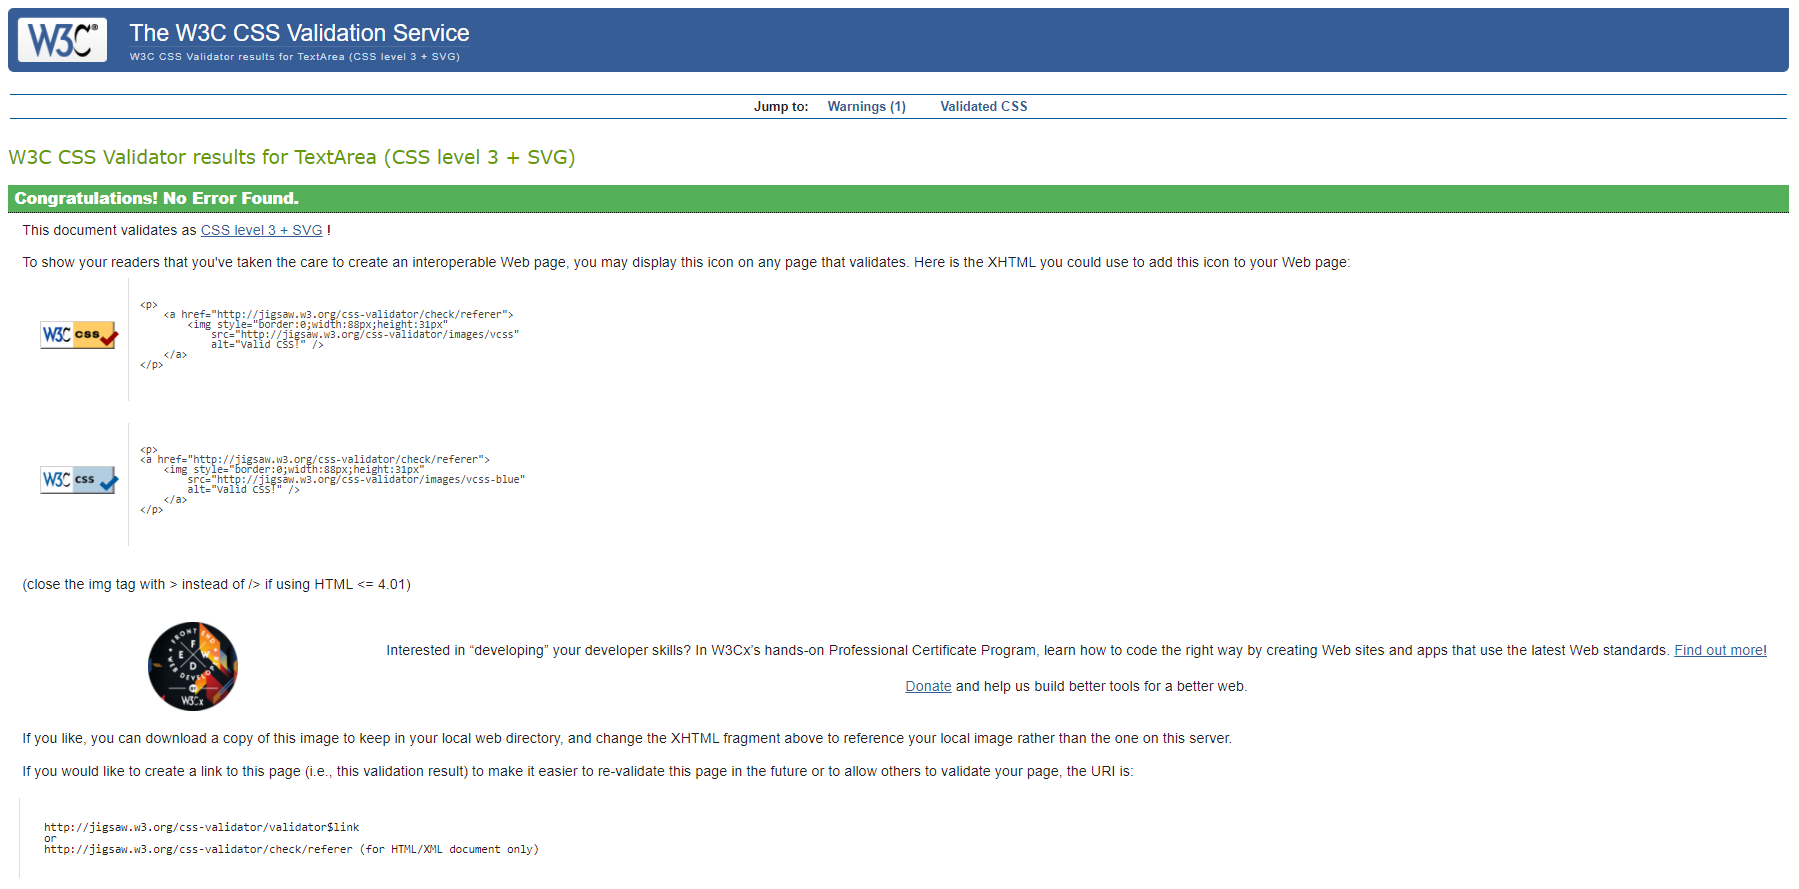 W3C®
The W3C CSS Validation Service
W3C CSS Validator results for TextArea (CSS level 3 + SVG)
Jump to: Warnings (1) Validated CSS
W3C CSS Validator results for TextArea (CSS level 3 + SVG)
Congratulations! No Error Found.
This document validates as CSS level 3 + SVG !
To show your readers that you've taken the care to create an interoperable Web page, you may display this icon on any page that validates. Here is the XHTML you could use to add this icon to your Web page:
W3C css
<p>
<a href="http://jigsaw.w3.org/css-validator/check/referer">
<img style="border:0;width:88px;height:31px"
src="http://jigsaw.w3.org/css-validator/images/vcss"
alt="Valid CSS!" />
</a>
</p>
W3C css
<p>
<a href="http://jigsaw.w3.org/css-validator/check/referer">
<img style="border:0;width:88px;height:31px"
src="http://jigsaw.w3.org/css-validator/images/vcss-blue"
alt="Valid CSS!" />
</a>
</p>
(close the img tag with > instead of /> if using HTML <= 4.01)
FRONT END
F E W D
WEB DEVELOPER
BY
W3Cx
Interested in “developing” your developer skills? In W3Cx’s hands-on Professional Certificate Program, learn how to code the right way by creating Web sites and apps that use the latest Web standards. Find out more!
Donate and help us build better tools for a better web.
If you like, you can download a copy of this image to keep in your local web directory, and change the XHTML fragment above to reference your local image rather than the one on this server.
If you would like to create a link to this page (i.e., this validation result) to make it easier to re-validate this page in the future or to allow others to validate your page, the URI is:
http://jigsaw.w3.org/css-validator/validator$link
or
http://jigsaw.w3.org/css-validator/check/referer (for HTML/XML document only)